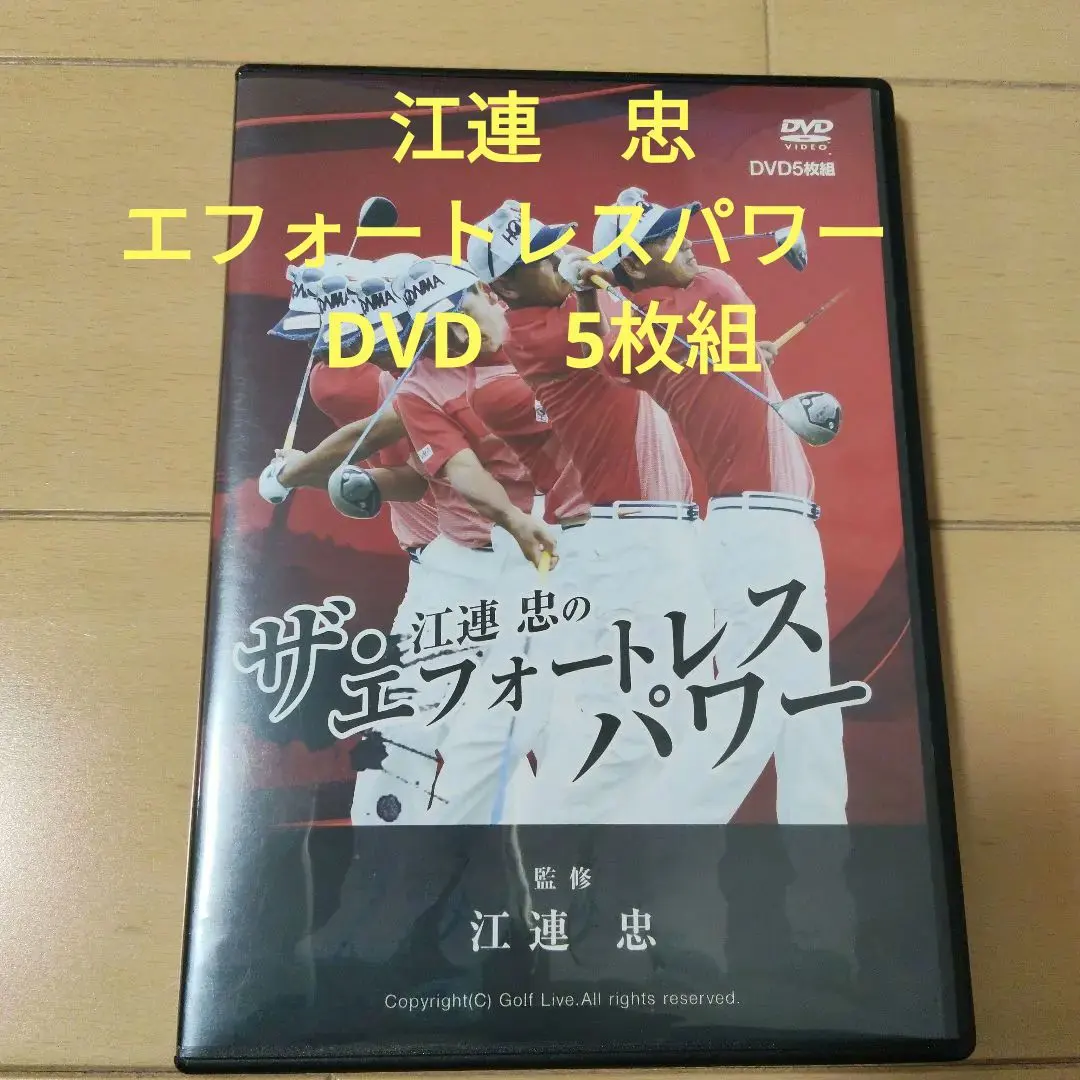 江連　忠
エフォートレスパワー
DVD　5枚組
DVD
VIDEO
DVD5枚組
HONMA
江連 忠の
ザ・エフォートレス
パワー
監修
江連　忠
Copyright(C) Golf Live.All rights reserved.